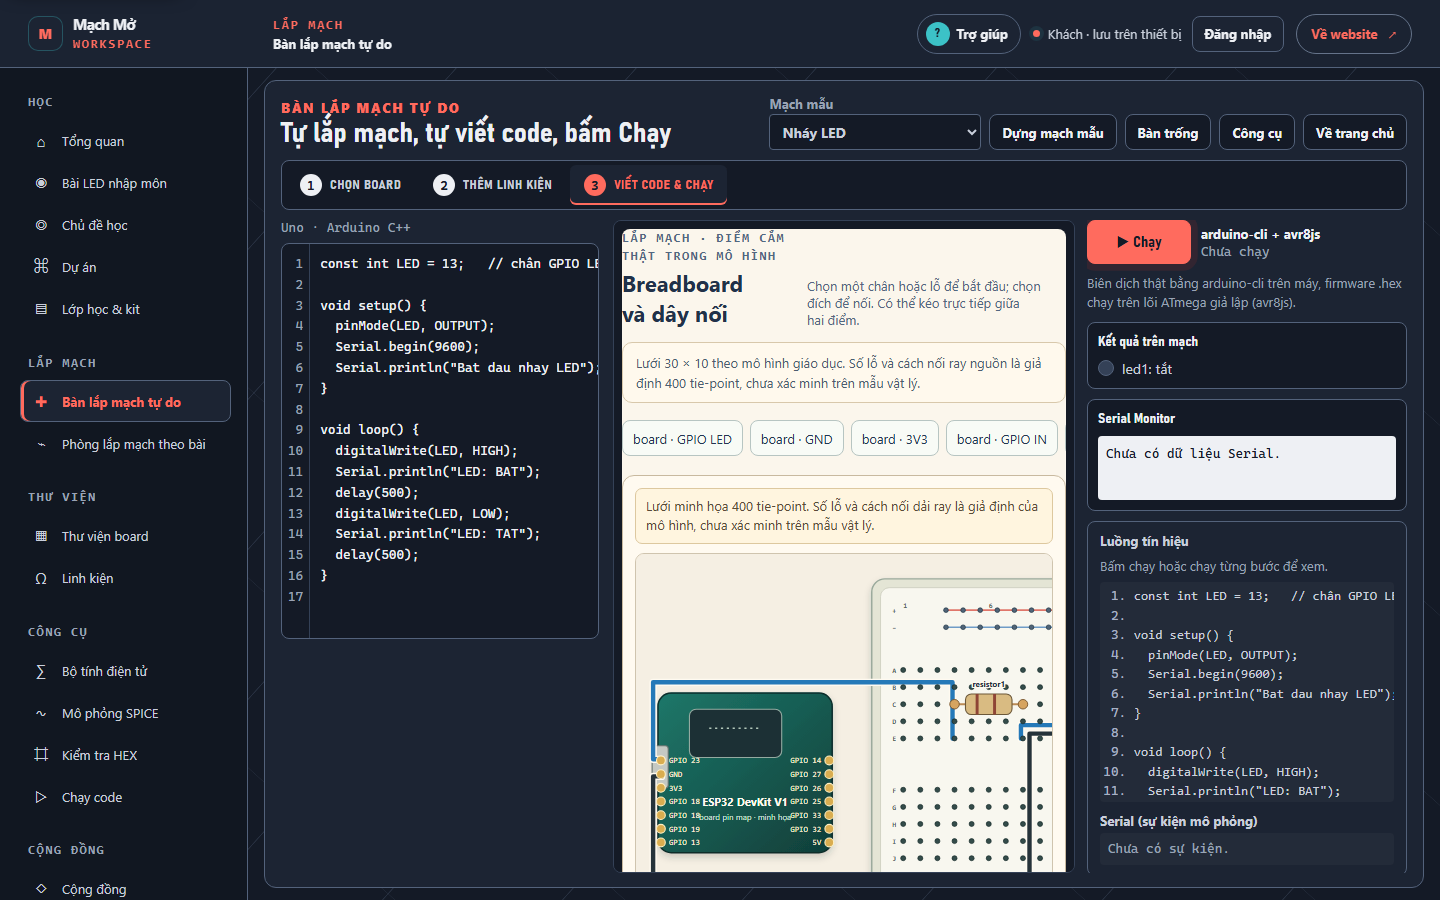 M
Mạch Mở
WORKSPACE
LẮP MẠCH
Bàn lắp mạch tự do
?
Trợ giúp
Khách · lưu trên thiết bị
Đăng nhập
Về website ↗
HỌC
Tổng quan
Bài LED nhập môn
Chủ đề học
Dự án
Lớp học & kit
LẮP MẠCH
Bàn lắp mạch tự do
Phòng lắp mạch theo bài
THƯ VIỆN
Thư viện board
Linh kiện
CÔNG CỤ
Bộ tính điện tử
Mô phỏng SPICE
Kiểm tra HEX
Chạy code
CỘNG ĐỒNG
Cộng đồng
BÀN LẮP MẠCH TỰ DO
Tự lắp mạch, tự viết code, bấm Chạy
Mạch mẫu
Nháy LED
Dựng mạch mẫu
Bàn trống
Công cụ
Về trang chủ
1 CHỌN BOARD
2 THÊM LINH KIỆN
3 VIẾT CODE & CHẠY
Uno · Arduino C++
1 const int LED = 13; // chân GPIO LE
2
3 void setup() {
4 pinMode(LED, OUTPUT);
5 Serial.begin(9600);
6 Serial.println("Bat dau nhay LED");
7 }
8
9 void loop() {
10 digitalWrite(LED, HIGH);
11 Serial.println("LED: BAT");
12 delay(500);
13 digitalWrite(LED, LOW);
14 Serial.println("LED: TAT");
15 delay(500);
16 }
17
LẮP MẠCH · ĐIỂM CẮM
THẬT TRONG MÔ HÌNH
Breadboard
và dây nối
Chọn một chân hoặc lỗ để bắt đầu; chọn
đích để nối. Có thể kéo trực tiếp giữa
hai điểm.
Lưới 30 × 10 theo mô hình giáo dục. Số lỗ và cách nối ray nguồn là giả
định 400 tie-point, chưa xác minh trên mẫu vật lý.
board · GPIO LED
board · GND
board · 3V3
board · GPIO IN
Lưới minh họa 400 tie-point. Số lỗ và cách nối dải ray là giả định của
mô hình, chưa xác minh trên mẫu vật lý.
1 6
+
−
A
B
C
D
E
F
G
H
I
J
resistor1
GPIO 23
GND
3V3
GPIO 18
GPIO 18
GPIO 19
GPIO 13
GPIO 14
GPIO 27
GPIO 26
GPIO 25
GPIO 33
GPIO 32
5V
ESP32 DevKit V1
board pin map · minh họa
▶ Chạy
arduino-cli + avr8js
Chưa chạy
Biên dịch thật bằng arduino-cli trên máy, firmware .hex
chạy trên lõi ATmega giả lập (avr8js).
Kết quả trên mạch
led1: tắt
Serial Monitor
Chưa có dữ liệu Serial.
Luồng tín hiệu
Bấm chạy hoặc chạy từng bước để xem.
1. const int LED = 13; // chân GPIO LE
2.
3. void setup() {
4. pinMode(LED, OUTPUT);
5. Serial.begin(9600);
6. Serial.println("Bat dau nhay LED");
7. }
8.
9. void loop() {
10. digitalWrite(LED, HIGH);
11. Serial.println("LED: BAT");
Serial (sự kiện mô phỏng)
Chưa có sự kiện.